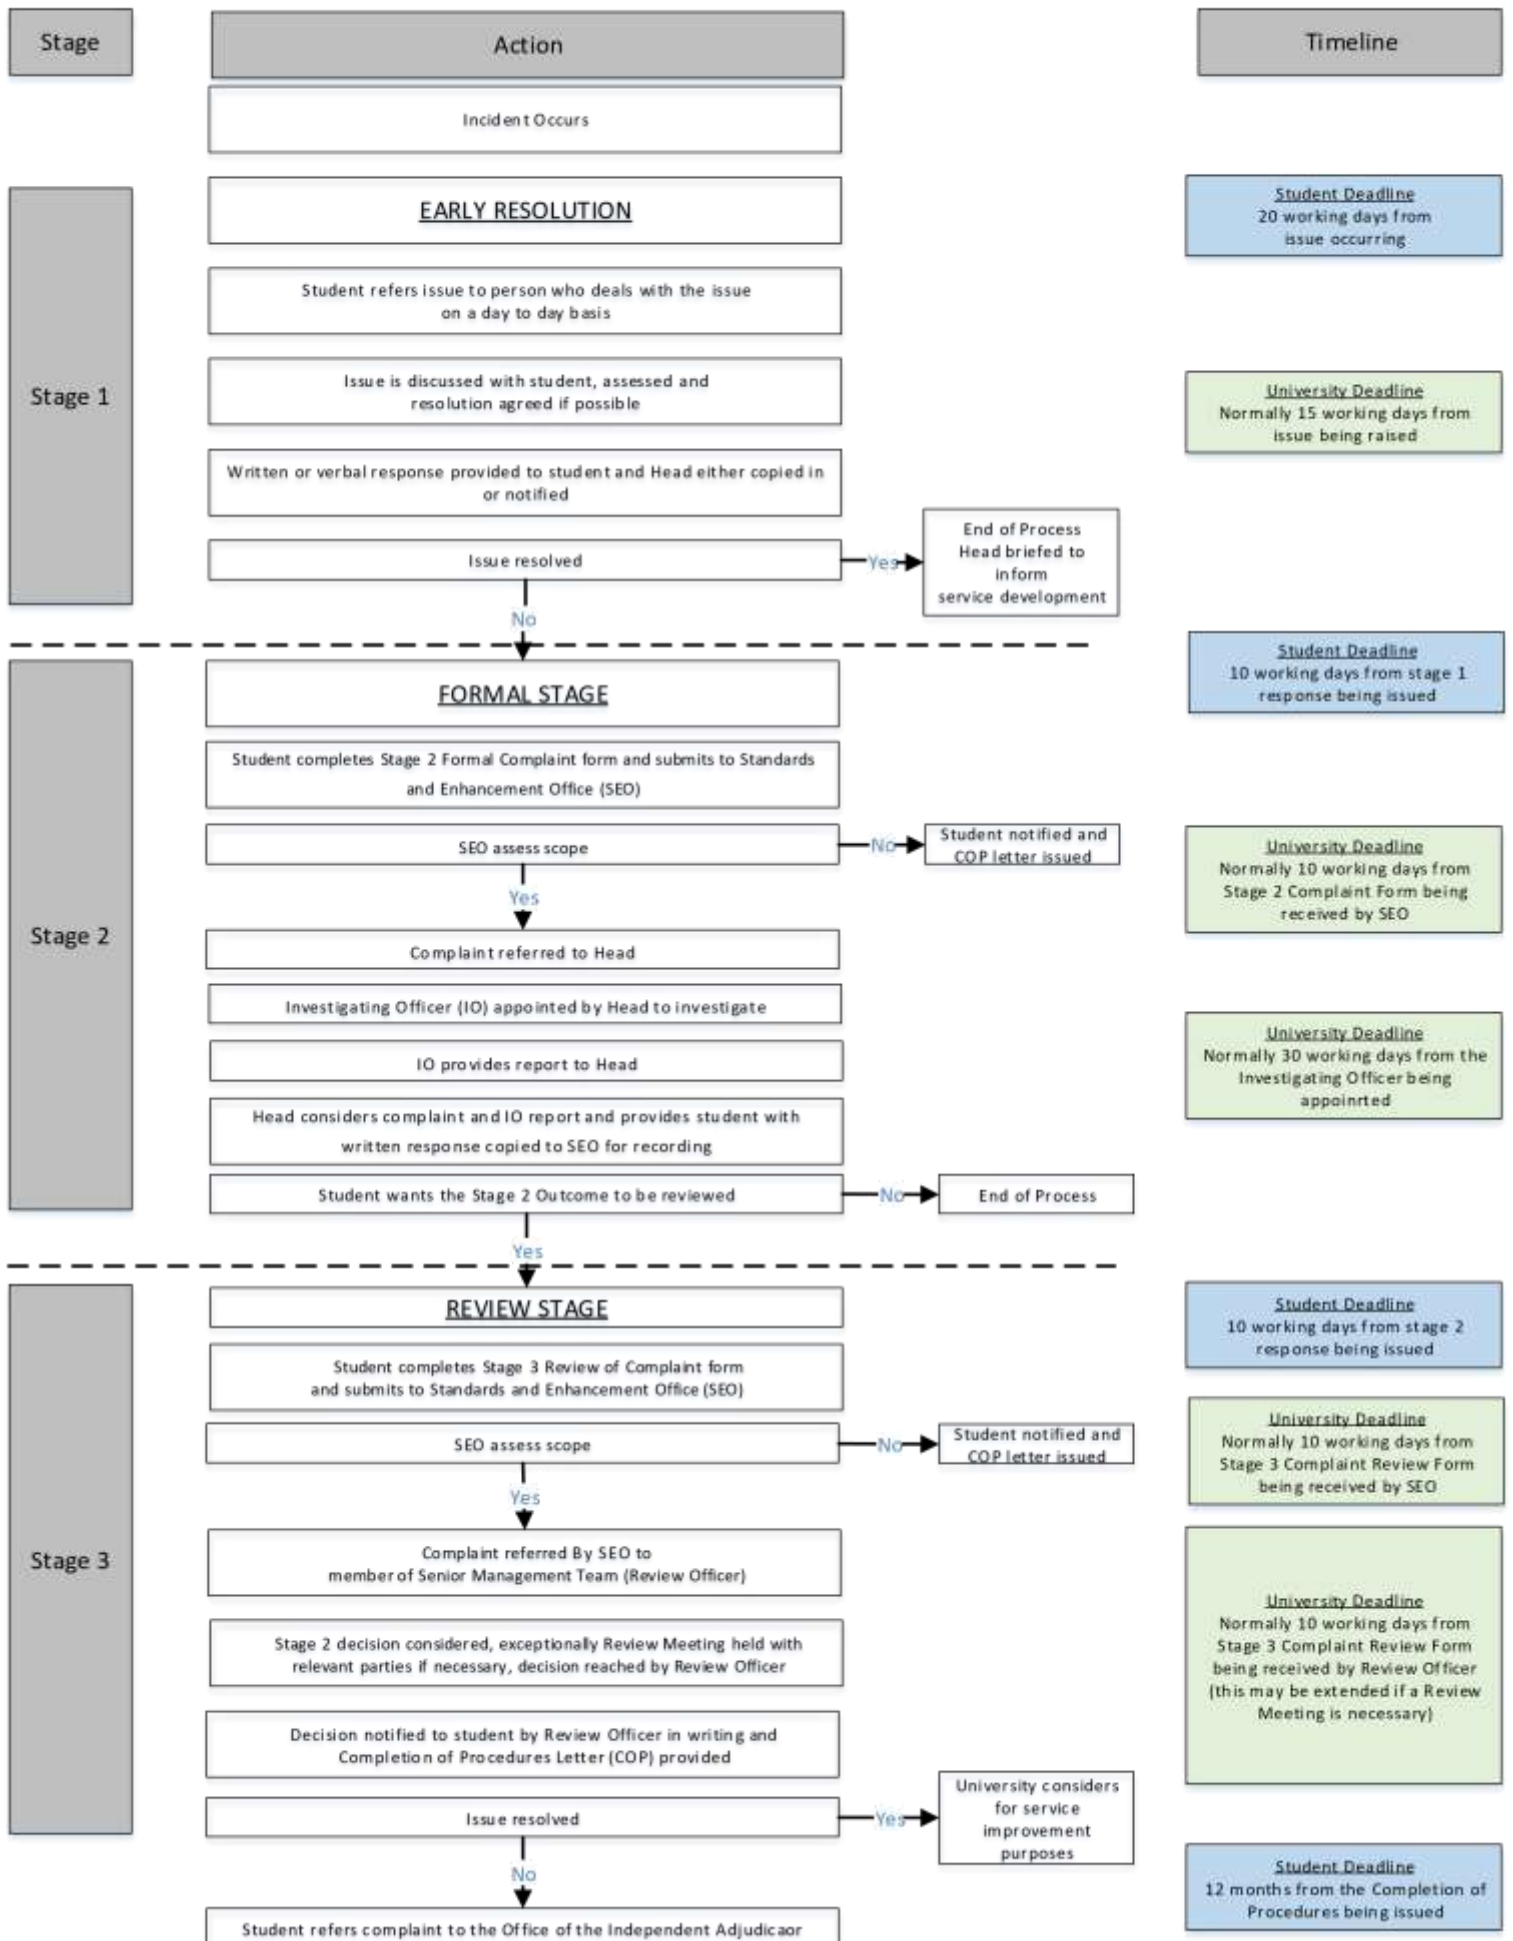 Stage
Action
Timeline
Incident Occurs
Stage 1
EARLY RESOLUTION
Student Deadline
20 working days from
issue occurring
Student refers issue to person who deals with the issue
on a day to day basis
Issue is discussed with student, assessed and
resolution agreed if possible
University Deadline
Normally 15 working days from
issue being raised
Written or verbal response provided to student and Head either copied in
or notified
Issue resolved
Yes
End of Process
Head briefed to
inform
service development
No
Student Deadline
10 working days from stage 1
response being issued
Stage 2
FORMAL STAGE
Student completes Stage 2 Formal Complaint form and submits to Standards
and Enhancement Office (SEO)
SEO assess scope
No
Student notified and
COP letter issued
University Deadline
Normally 10 working days from
Stage 2 Complaint Form being
received by SEO
Yes
Complaint referred to Head
Investigating Officer (IO) appointed by Head to investigate
IO provides report to Head
University Deadline
Normally 30 working days from the
Investigating Officer being
appoinrted
Head considers complaint and IO report and provides student with
written response copied to SEO for recording
Student wants the Stage 2 Outcome to be reviewed
No
End of Process
Yes
Stage 3
REVIEW STAGE
Student Deadline
10 working days from stage 2
response being issued
Student completes Stage 3 Review of Complaint form
and submits to Standards and Enhancement Office (SEO)
SEO assess scope
No
Student notified and
COP letter issued
University Deadline
Normally 10 working days from
Stage 3 Complaint Review Form
being received by SEO
Yes
Complaint referred By SEO to
member of Senior Management Team (Review Officer)
Stage 2 decision considered, exceptionally Review Meeting held with
relevant parties if necessary, decision reached by Review Officer
University Deadline
Normally 10 working days from
Stage 3 Complaint Review Form
being received by Review Officer
(this may be extended if a Review
Meeting is necessary)
Decision notified to student by Review Officer in writing and
Completion of Procedures Letter (COP) provided
Issue resolved
Yes
University considers
for service
improvement
purposes
No
Student Deadline
12 months from the Completion of
Procedures being issued
Student refers complaint to the Office of the Independent Adjudicaor